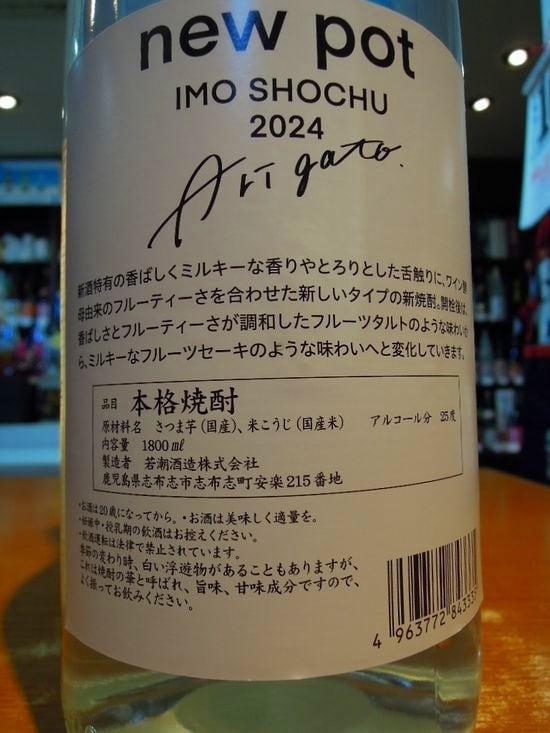 new pot
IMO SHOCHU
2024
Arigato.
新酒特有の香ばしくミルキーな香りやとろりとした舌触りに、ワイン酵
母由来のフルーティーさを合わせた新しいタイプの新焼酎。開栓後は、
香ばしさとフルーティーさが調和したフルーツタルトのような味わいか
ら、ミルキーなフルーツセーキのような味わいへと変化していきます。
品目 本格焼酎
原材料名 さつま芋(国産)、米こうじ(国産米) アルコール分 25度
内容量 1800㎖
製造者 若潮酒造株式会社
鹿児島県志布志市志布志町安楽215番地
・お酒は20歳になってから。・お酒は美味しく適量を。
・妊娠中・授乳期の飲酒はお控えください。
・飲酒運転は法律で禁止されています。
季節の変わり時、白い浮遊物があることもありますが、
これは焼酎の華と呼ばれ、旨味、甘味成分ですので、
よく振ってお飲みください。
4 963772 84333